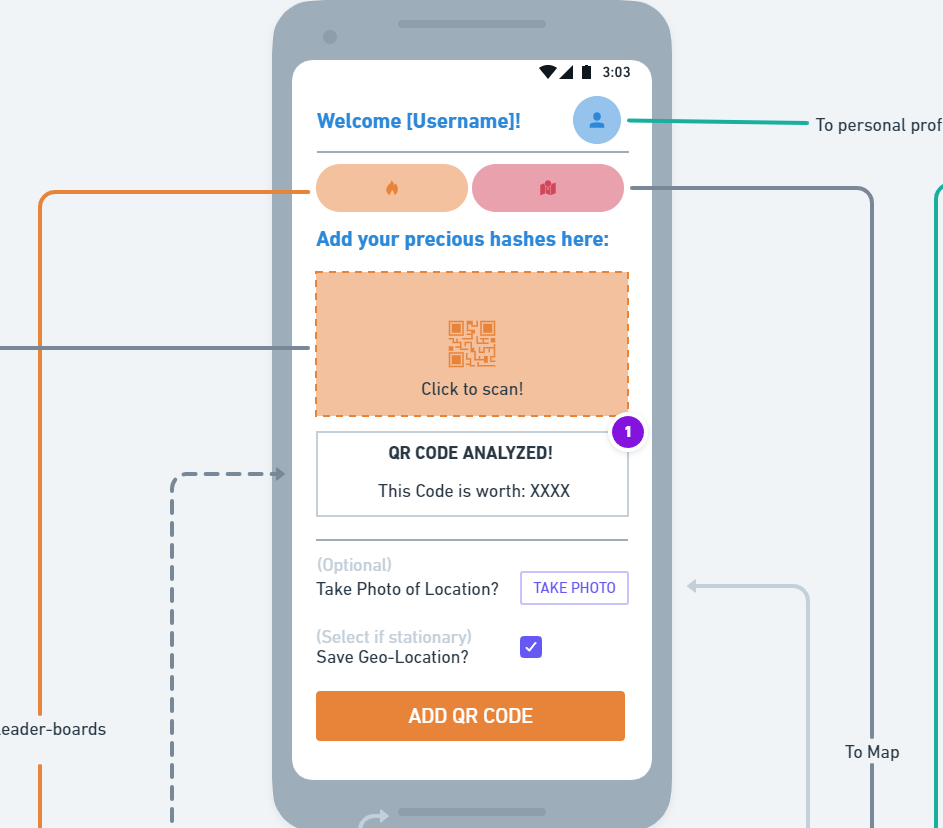 3:03
Welcome [Username]!
To personal prof
Add your precious hashes here:
Click to scan!
1
QR CODE ANALYZED!
This Code is worth: XXXX
(Optional)
Take Photo of Location?
TAKE PHOTO
(Select if stationary)
Save Geo-Location?
ADD QR CODE
eader-boards
To Map